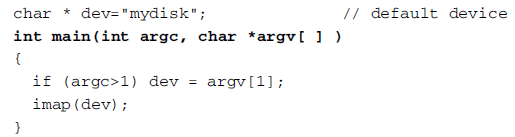 char * dev="mydisk"; // default device
int main(int argc, char *argv[ ] )
{
if (argc>1) dev = argv[1];
imap(dev);
}